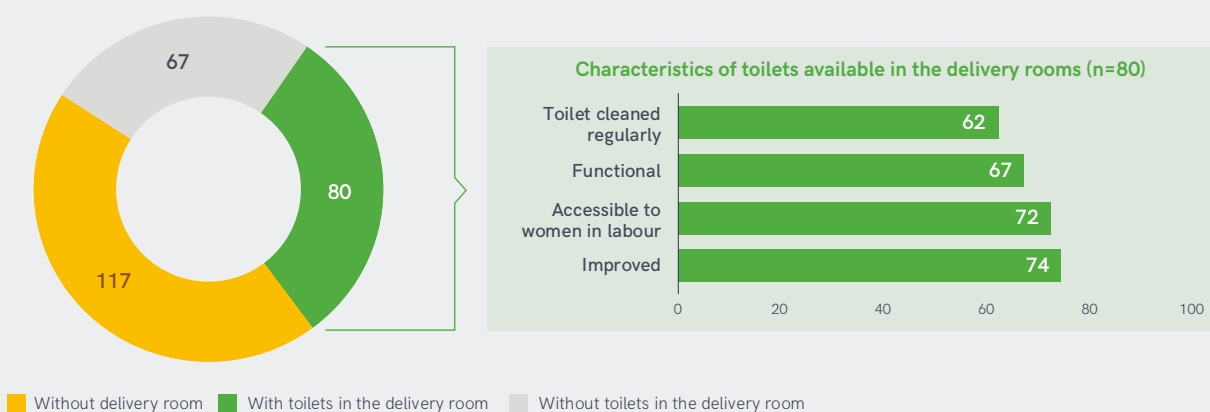 67
80
117
Characteristics of toilets available in the delivery rooms (n=80)
Toilet cleaned
regularly
62
Functional
67
Accessible to
women in labour
72
Improved
74
0 20 40 60 80 100
Without delivery room
With toilets in the delivery room
Without toilets in the delivery room